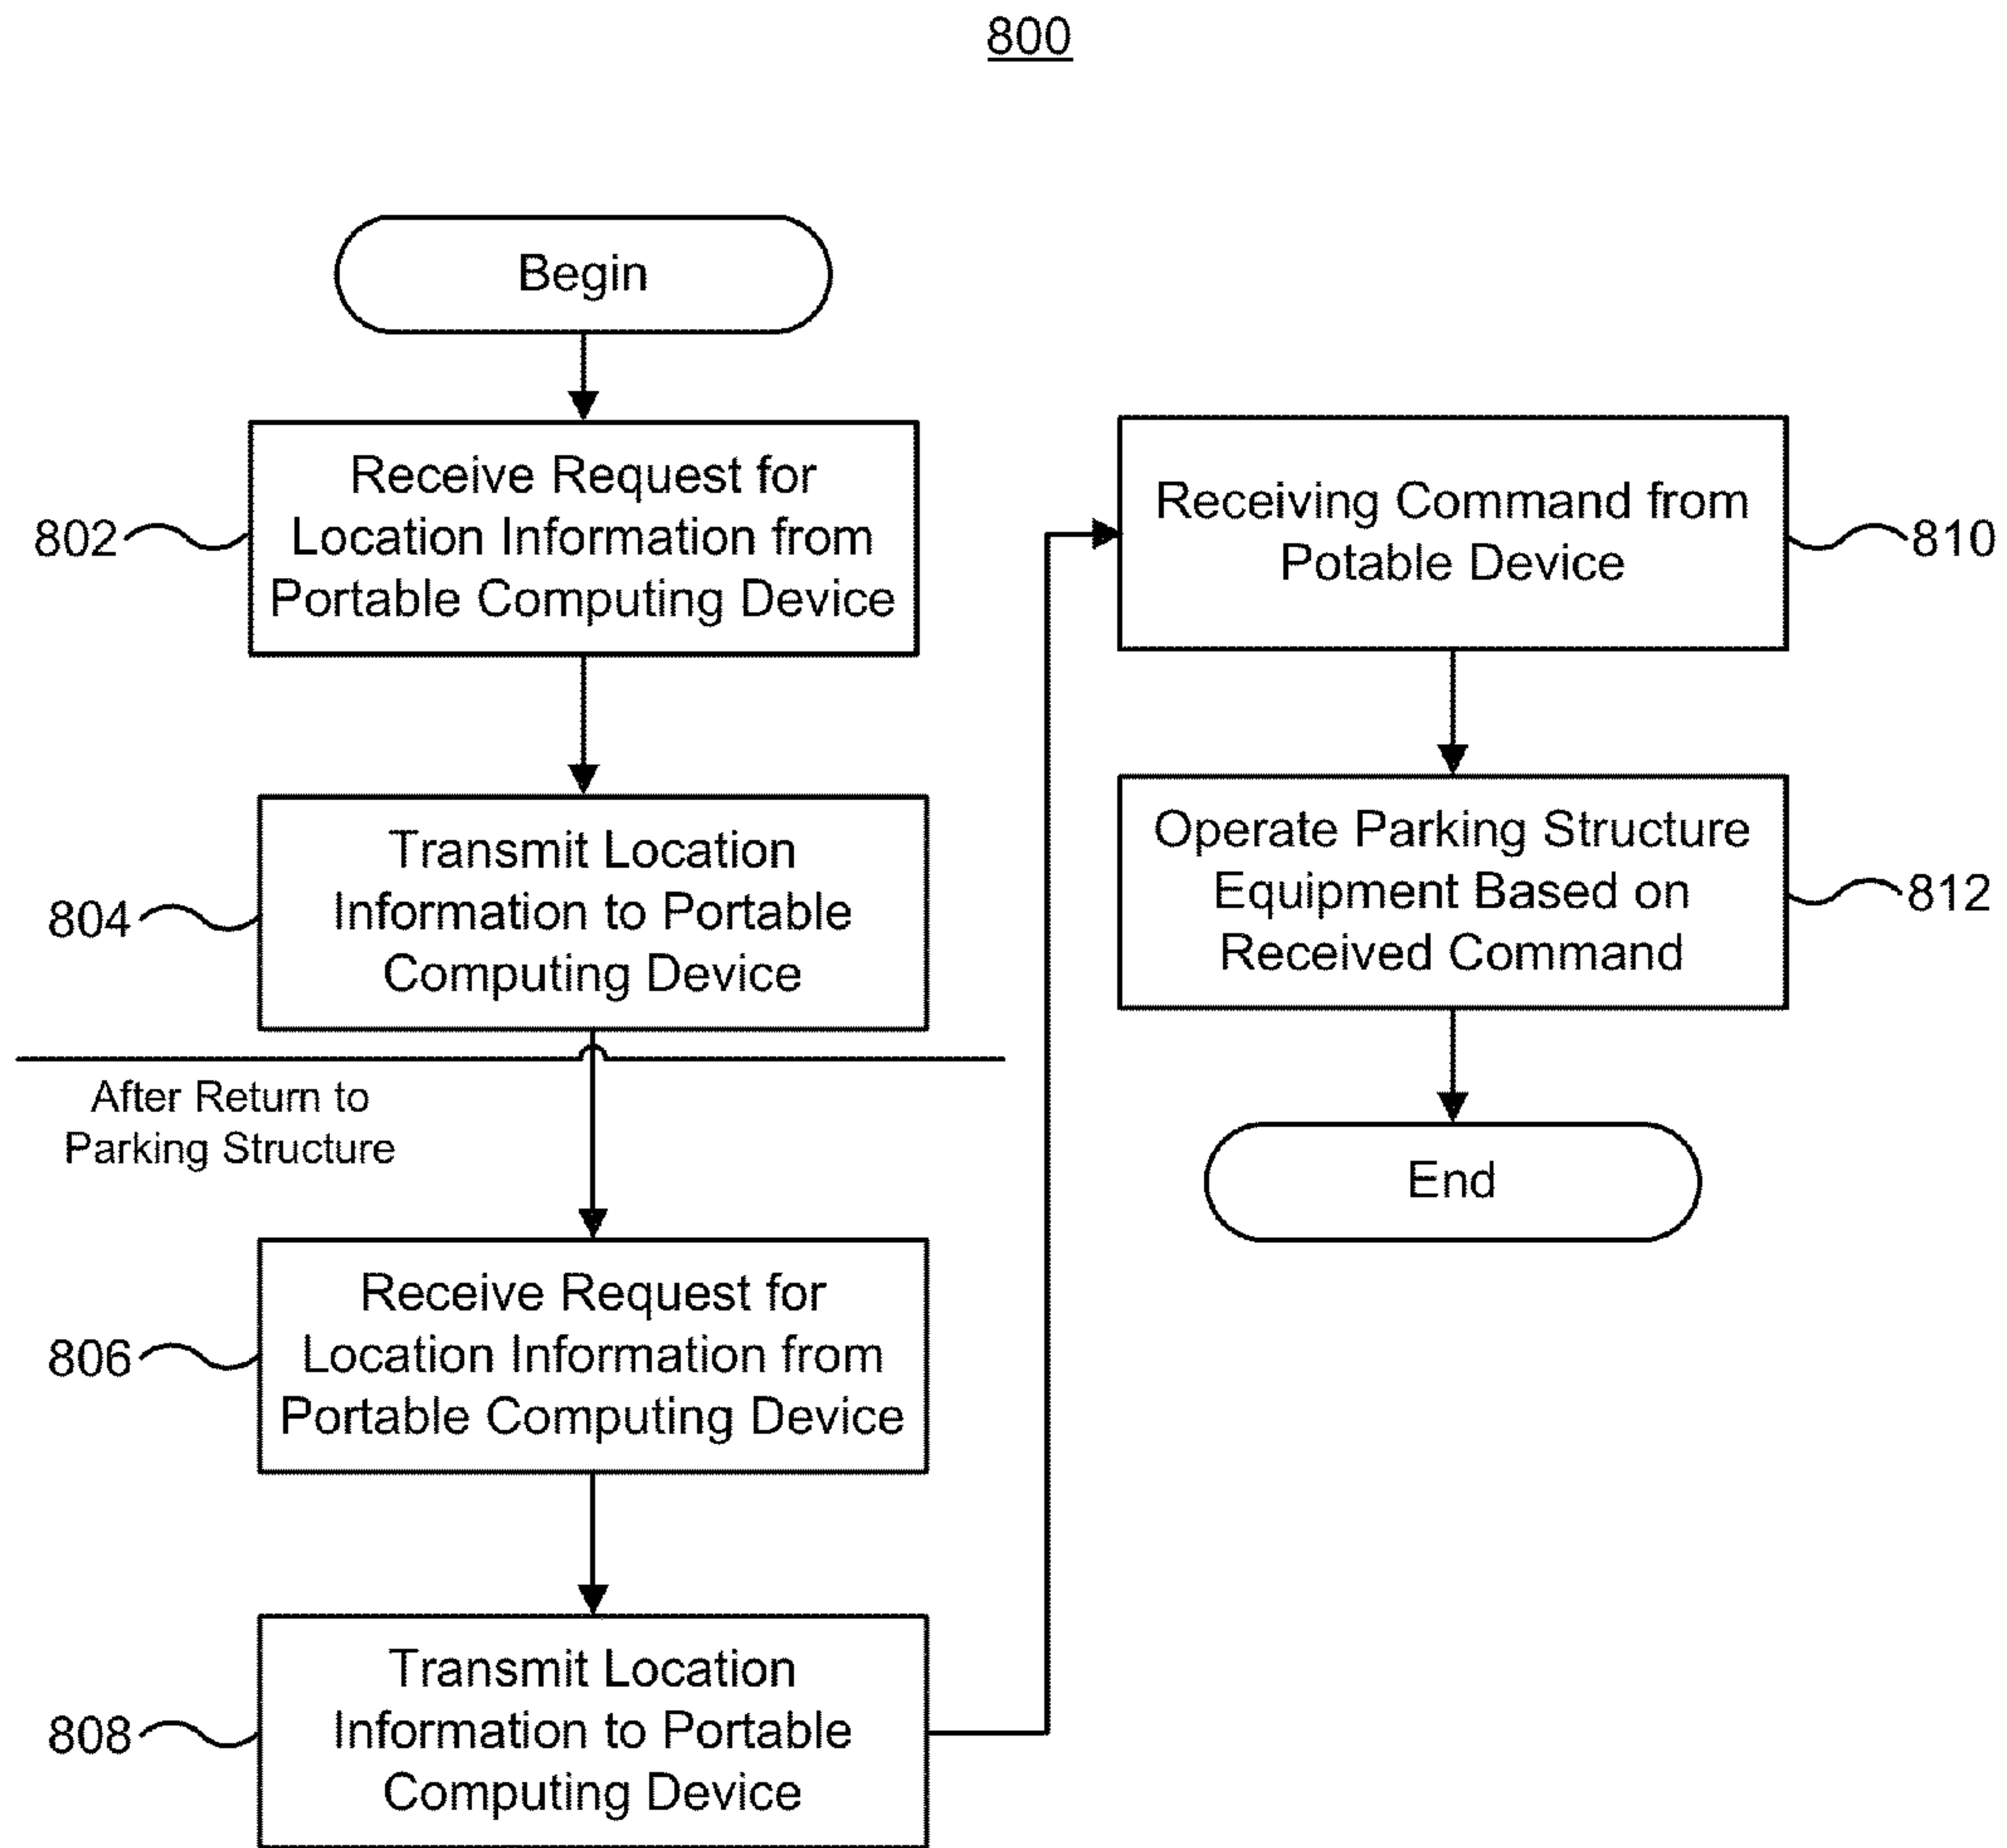 800
Begin
802
Receive Request for
Location Information from
Portable Computing Device
804
Transmit Location
Information to Portable
Computing Device
After Return to
Parking Structure
806
Receive Request for
Location Information from
Portable Computing Device
808
Transmit Location
Information to Portable
Computing Device
Receiving Command from
Potable Device
810
Operate Parking Structure
Equipment Based on
Received Command
812
End